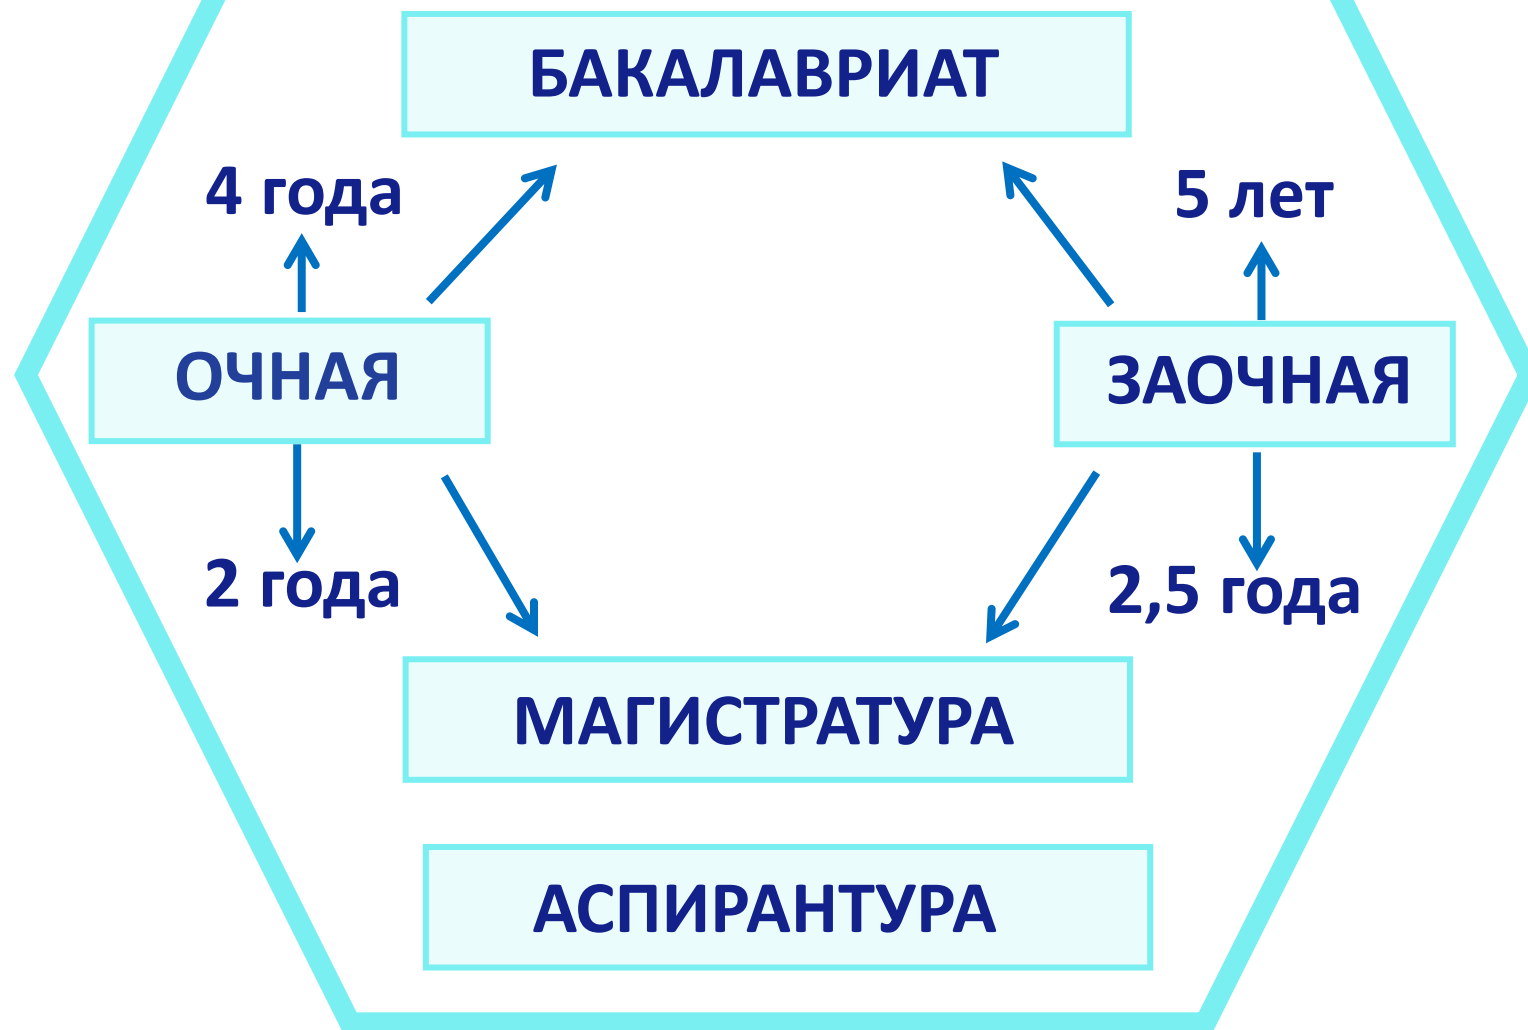 БАКАЛАВРИАТ
4 года
5 лет
ОЧНАЯ
ЗАОЧНАЯ
2 года
2,5 года
МАГИСТРАТУРА
АСПИРАНТУРА